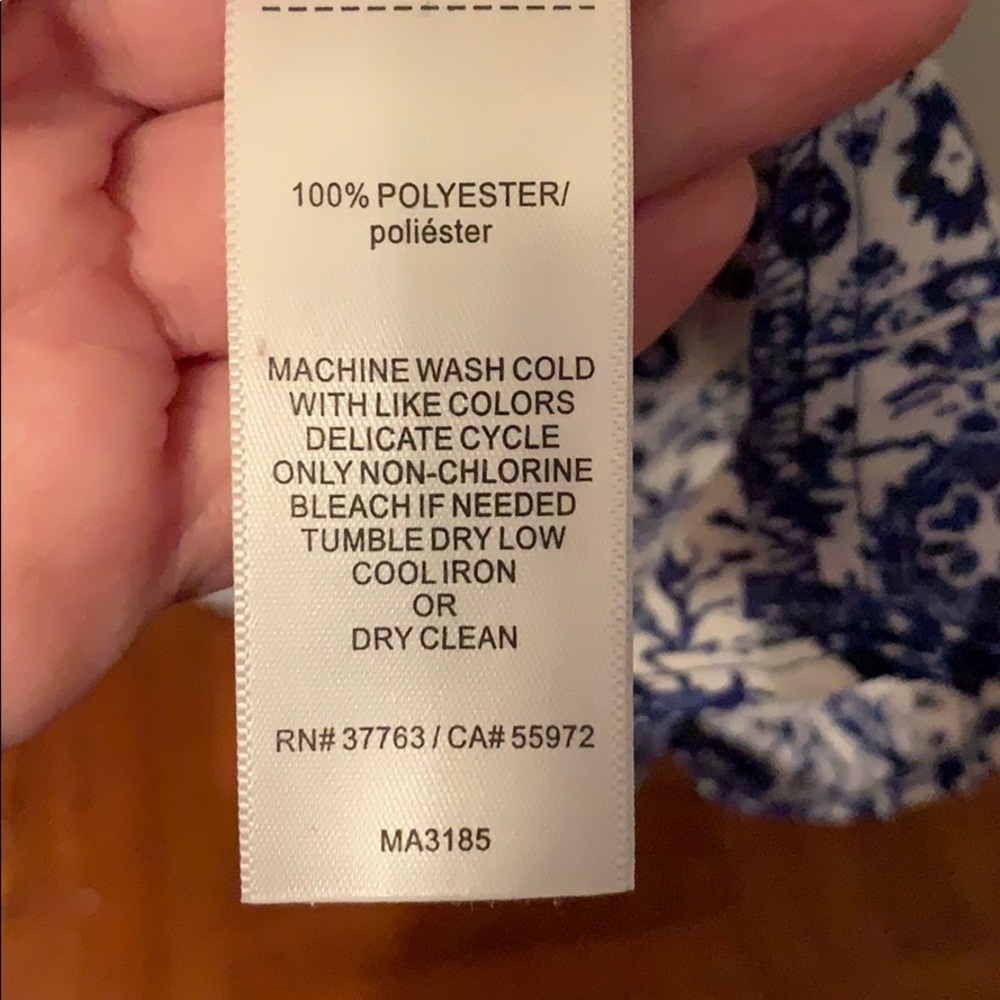 100% POLYESTER/
poliéster
MACHINE WASH COLD
WITH LIKE COLORS
DELICATE CYCLE
ONLY NON-CHLORINE
BLEACH IF NEEDED
TUMBLE DRY LOW
COOL IRON
OR
DRY CLEAN
RN# 37763 / CA# 55972
MA3185